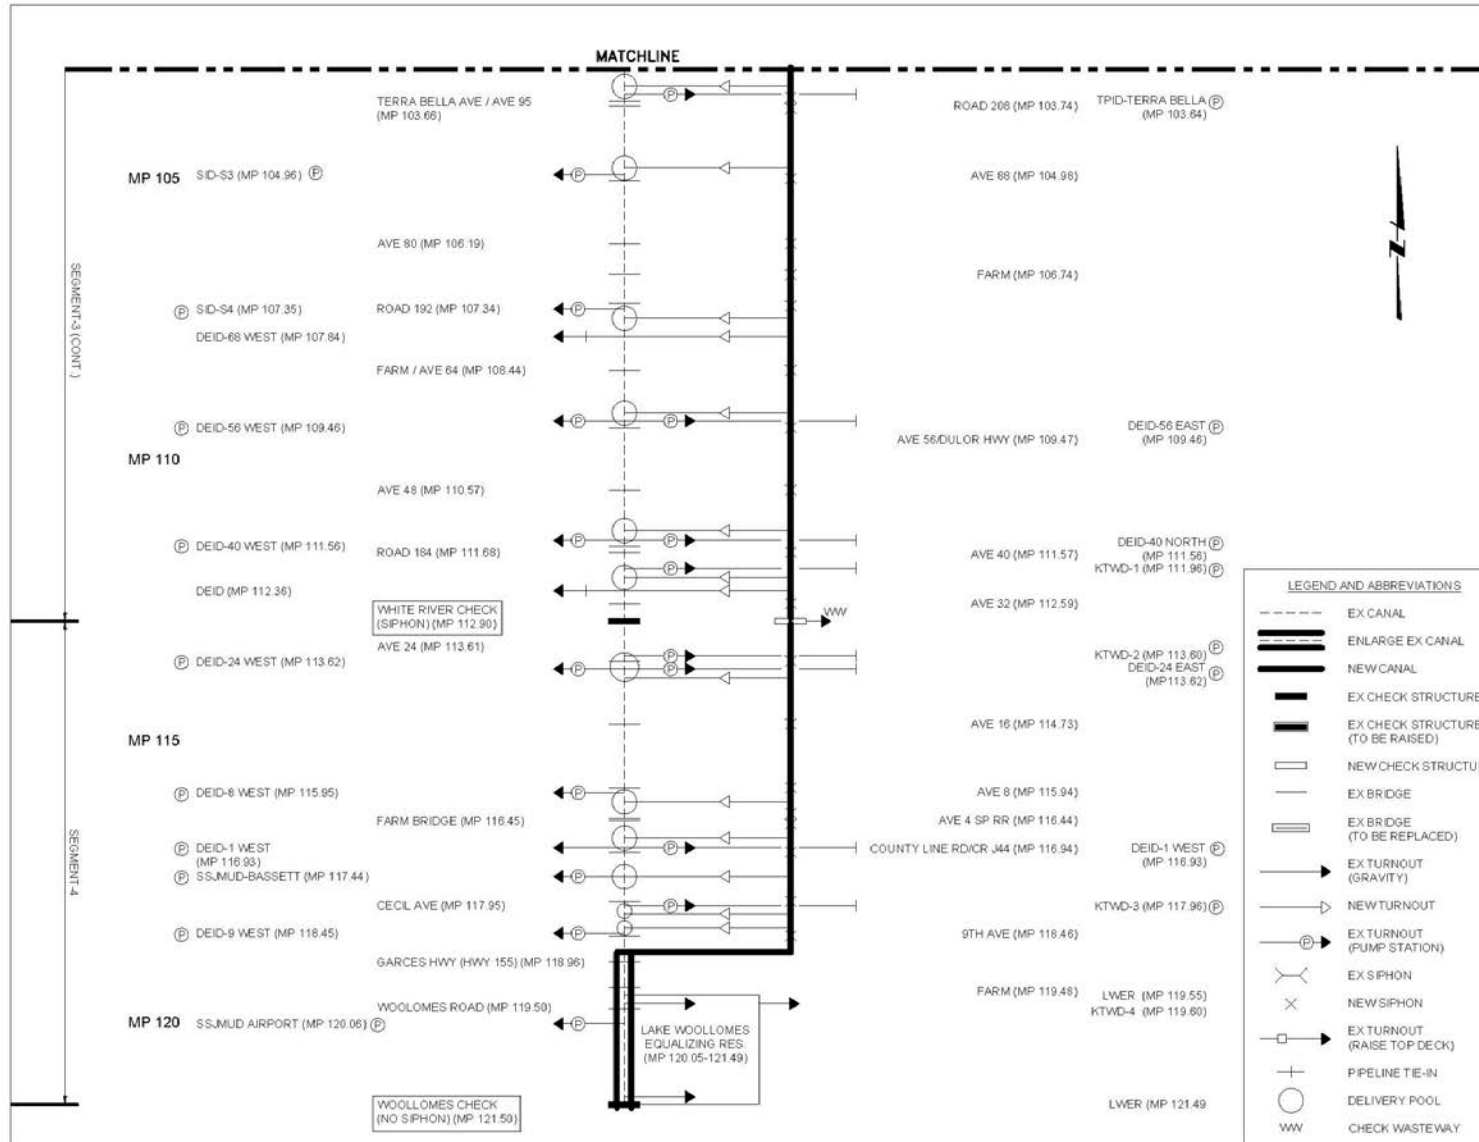 MATCHLINE
TERRA BELLA AVE / AVE 95
(MP 103.66)
P
ROAD 208 (MP 103.74)
TPID-TERRA BELLA P
(MP 103.64)
MP 105
SID-S3 (MP 104.96) P
P
AVE 88 (MP 104.98)
AVE 80 (MP 106.19)
FARM (MP 106.74)
N
SEGMENT-3 (CONT.)
P SID-S4 (MP 107.35)
ROAD 192 (MP 107.34)
P
DEID-68 WEST (MP 107.84)
FARM / AVE 64 (MP 108.44)
P DEID-56 WEST (MP 109.46)
P P
AVE 56/DULOR HWY (MP 109.47)
DEID-56 EAST P
(MP 109.46)
MP 110
AVE 48 (MP 110.57)
P DEID-40 WEST (MP 111.56)
ROAD 184 (MP 111.68)
P P
P
AVE 40 (MP 111.57)
DEID-40 NORTH P
(MP 111.56)
KTWD-1 (MP 111.96) P
DEID (MP 112.36)
AVE 32 (MP 112.59)
WHITE RIVER CHECK
(SIPHON) (MP 112.90)
WW
AVE 24 (MP 113.61)
P DEID-24 WEST (MP 113.62)
P
P P
KTWD-2 (MP 113.60) P
DEID-24 EAST P
(MP113.62)
AVE 16 (MP 114.73)
MP 115
SEGMENT-4
P DEID-8 WEST (MP 115.95)
P
AVE 8 (MP 115.94)
FARM BRIDGE (MP 116.45)
AVE 4 SP RR (MP 116.44)
P DEID-1 WEST
(MP 116.93)
P
COUNTY LINE RD/CR J44 (MP 116.94)
DEID-1 WEST P
(MP 116.93)
P SSJMUD-BASSETT (MP 117.44)
P
CECIL AVE (MP 117.95)
P
KTWD-3 (MP 117.96) P
P DEID-9 WEST (MP 118.45)
P
9TH AVE (MP 118.46)
GARCES HWY (HWY 155) (MP 118.96)
FARM (MP 119.48)
LWER (MP 119.55)
KTWD-4 (MP 119.60)
WOOLOMES ROAD (MP 119.50)
MP 120
SSJMUD AIRPORT (MP 120.06) P
P
LAKE WOOLLOMES
EQUALIZING RES.
(MP 120.05-121.49)
WOOLLOMES CHECK
(NO SIPHON) (MP 121.50)
LWER (MP 121.49
LEGEND AND ABBREVIATIONS
EX CANAL
ENLARGE EX CANAL
NEW CANAL
EX CHECK STRUCTURE
EX CHECK STRUCTURE
(TO BE RAISED)
NEW CHECK STRUCTU
EX BRIDGE
EX BRIDGE
(TO BE REPLACED)
EX TURNOUT
(GRAVITY)
NEW TURNOUT
P EX TURNOUT
(PUMP STATION)
EX SIPHON
NEW SIPHON
EX TURNOUT
(RAISE TOP DECK)
PIPELINE TIE-IN
DELIVERY POOL
WW CHECK WASTEWAY